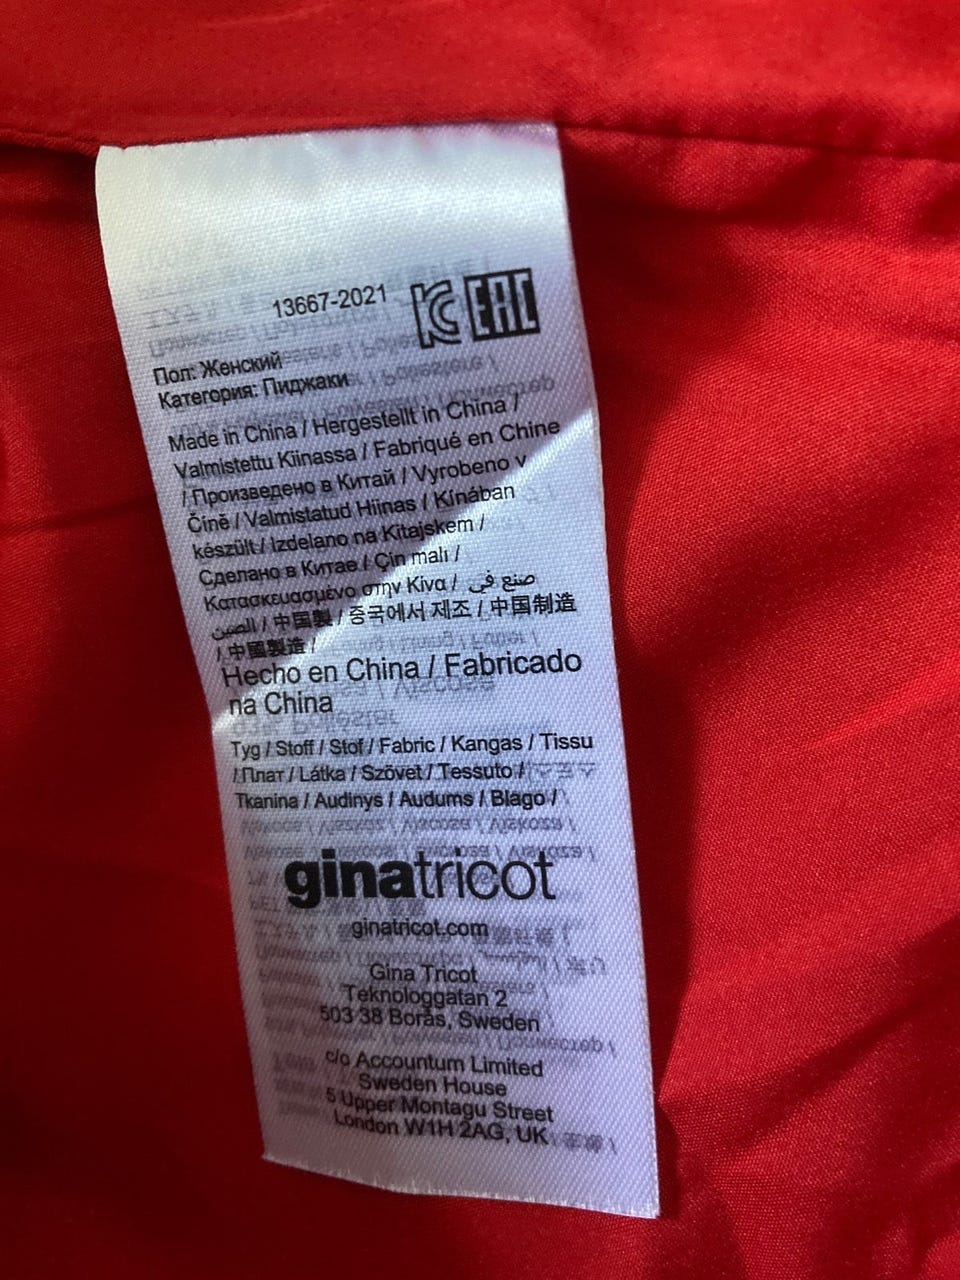 13667-2021
EAC
Пол: Женский
Категория: Пиджаки
Made in China / Hergestellt in China /
Valmistettu Kiinassa / Fabriqué en Chine
/ Произведено в Китай / Vyrobeno v
Číně / Valmistatud Hiinas / Kínában
készült / Izdelano na Kitajskem /
Сделано в Китае / Çin malı /
Κατασκευασμένο στην Κίνα / صنع في
الصين / 中国製 / 중국에서 제조 / 中国制造
/ 中國製造 /
Hecho en China / Fabricado
na China
Tyg / Stoff / Stof / Fabric / Kangas / Tissu
/ Плат / Látka / Szövet / Tessuto /
Tkanina / Audinys / Audums / Blago /
ginatricot
ginatricot.com
Gina Tricot
Teknologgatan 2
503 38 Borås, Sweden
c/o Accountum Limited
Sweden House
5 Upper Montagu Street
London W1H 2AG, UK